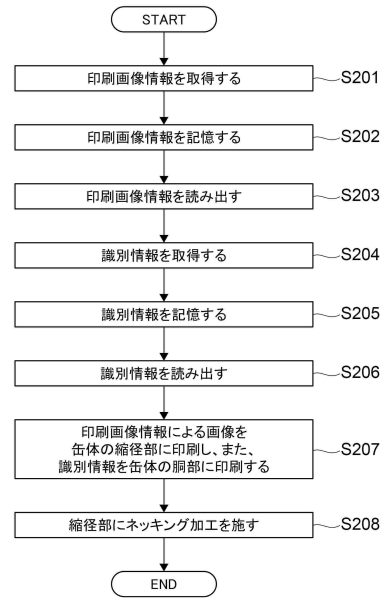 START
印刷画像情報を取得する
S201
印刷画像情報を記憶する
S202
印刷画像情報を読み出す
S203
識別情報を取得する
S204
識別情報を記憶する
S205
識別情報を読み出す
S206
印刷画像情報による画像を
缶体の縮径部に印刷し、また、
識別情報を缶体の胴部に印刷する
S207
縮径部にネッキング加工を施す
S208
END